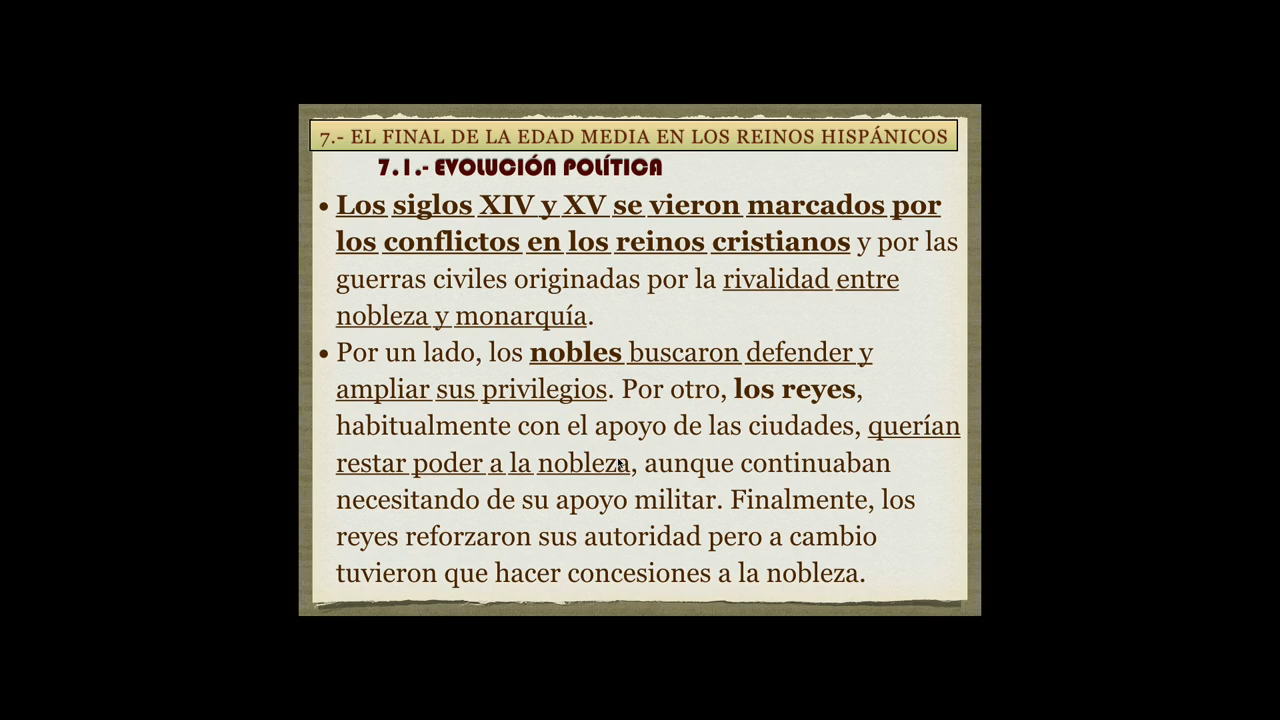 7.- EL FINAL DE LA EDAD MEDIA EN LOS REINOS HISPÁNICOS
7.1.- EVOLUCIÓN POLÍTICA
• Los siglos XIV y XV se vieron marcados por
los conflictos en los reinos cristianos y por las
guerras civiles originadas por la rivalidad entre
nobleza y monarquía.
• Por un lado, los nobles buscaron defender y
ampliar sus privilegios. Por otro, los reyes,
habitualmente con el apoyo de las ciudades, querían
restar poder a la nobleza, aunque continuaban
necesitando de su apoyo militar. Finalmente, los
reyes reforzaron sus autoridad pero a cambio
tuvieron que hacer concesiones a la nobleza.